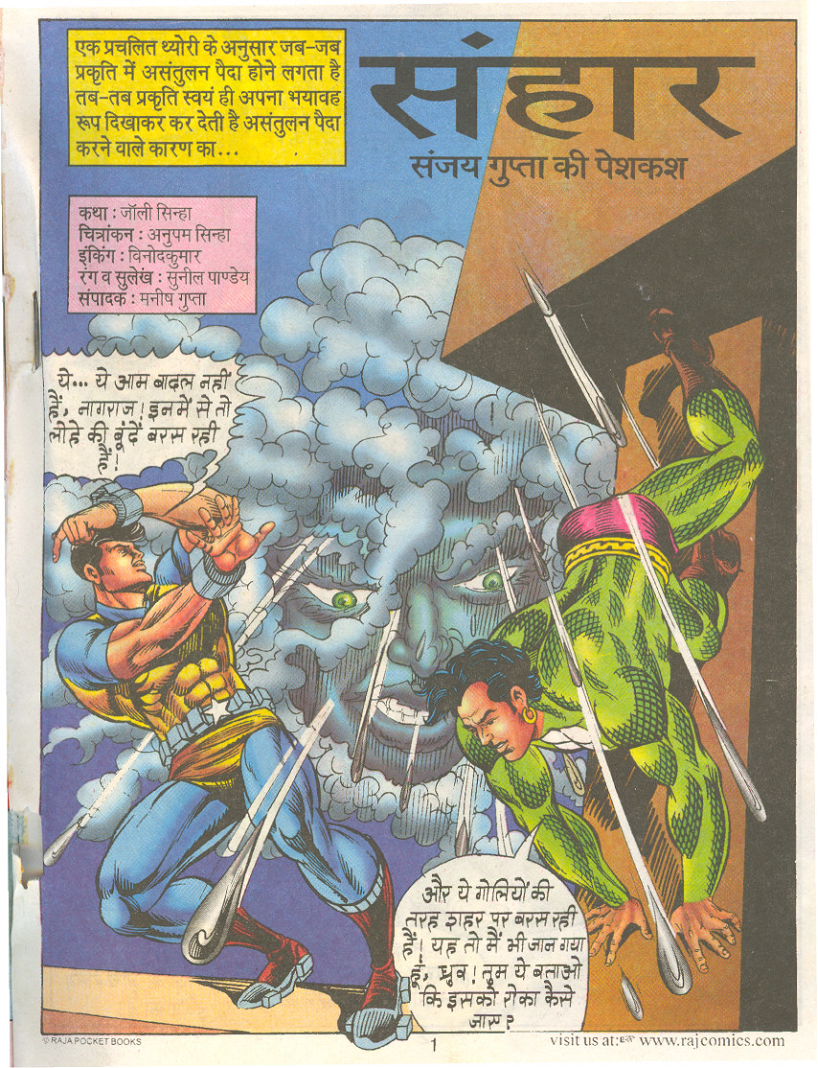 एक प्रचलित थ्योरी के अनुसार जब-जब
प्रकृति में असंतुलन पैदा होने लगता है
तब-तब प्रकृति स्वयं ही अपना भयावह
रूप दिखाकर कर देती है असंतुलन पैदा
करने वाले कारण का...
संहार
संजय गुप्ता की पेशकश
कथा : जॉली सिन्हा
चित्रांकन : अनुपम सिन्हा
इंकिंग : विनोदकुमार
रंग व सुलेख : सुनील पाण्डेय
संपादक : मनीष गुप्ता
ये... ये आम बादल नहीं
हैं, नागराज! इनमें से तो
लोहे की बूंदें बरस रही
हैं!
और ये गोलियों की
तरह शहर पर बरस रही
हैं! यह तो मैं भी जान गया
हूं, ध्रुव! तुम ये बताओ
कि इसको रोका कैसे
जाए?
© RAJA POCKET BOOKS
1
visit us at:☞ www.rajcomics.com